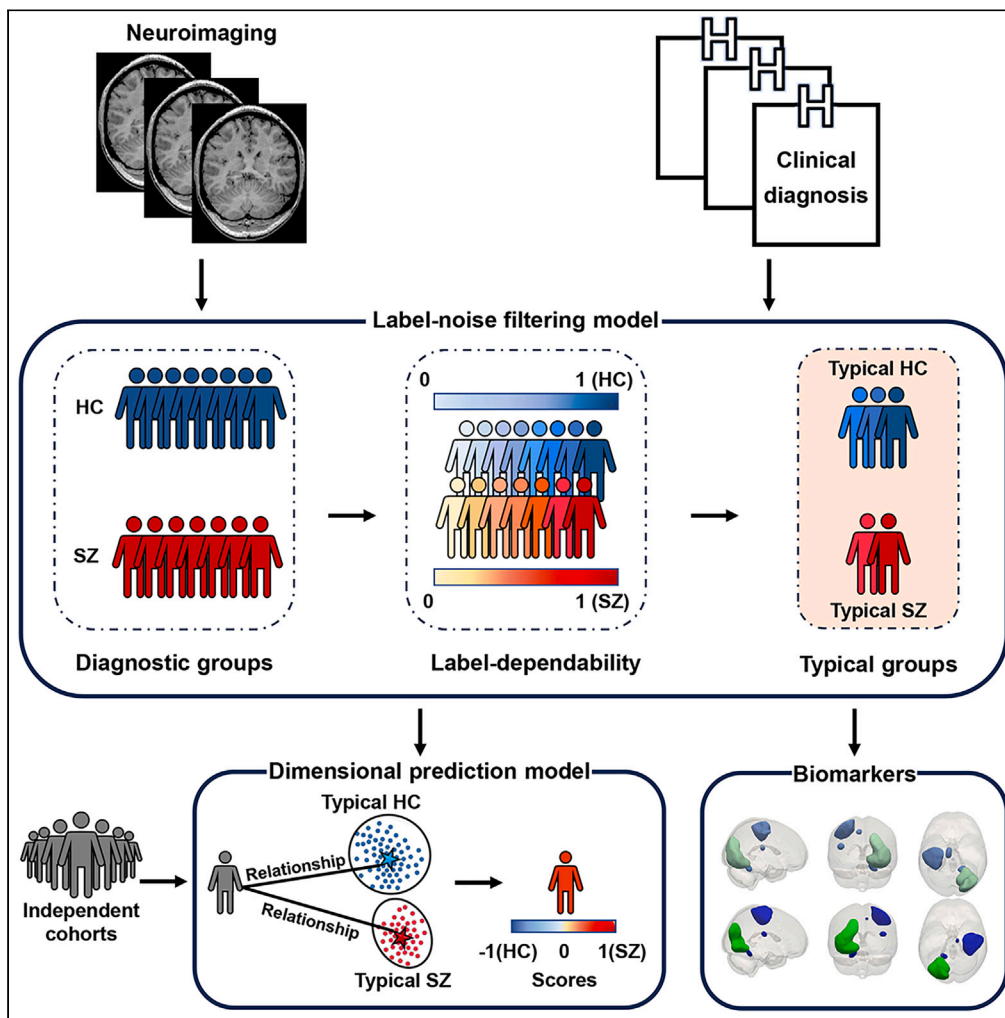 Neuroimaging
Clinical
diagnosis
Label-noise filtering model
HC
SZ
Diagnostic groups
0 1 (HC)
0 1 (SZ)
Label-dependability
Typical HC
Typical SZ
Typical groups
Independent
cohorts
Dimensional prediction model
Typical HC
Relationship
Relationship
Typical SZ
-1(HC) 0 1(SZ)
Scores
Biomarkers